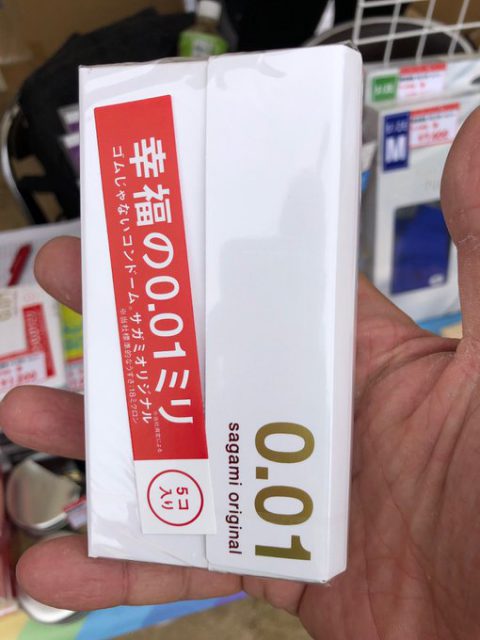 幸福の0.01ミリ
ゴムじゃないコンドーム。サガミオリジナル
5コ
入り
0.01
sagami original
M